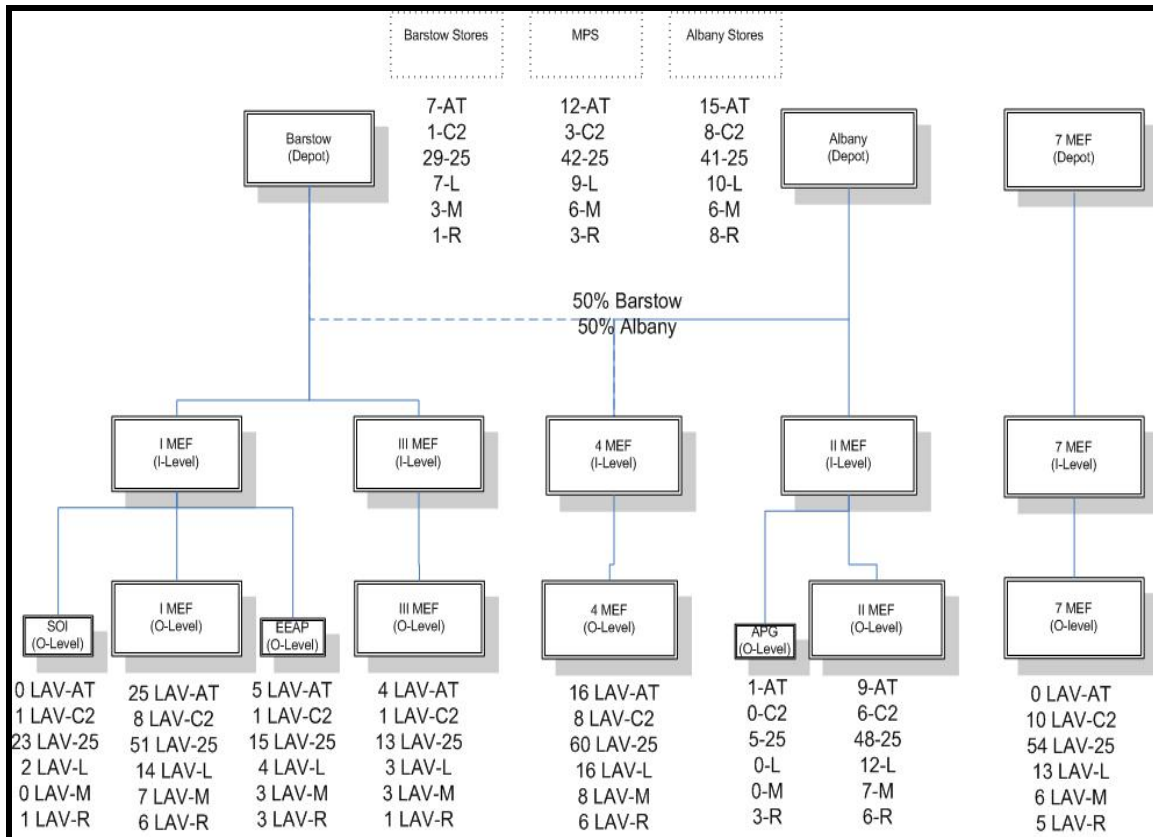 Barstow Stores
MPS
Albany Stores
Barstow
(Depot)
7-AT
1-C2
29-25
7-L
3-M
1-R
12-AT
3-C2
42-25
9-L
6-M
3-R
15-AT
8-C2
41-25
10-L
6-M
8-R
Albany
(Depot)
7 MEF
(Depot)
50% Barstow
50% Albany
I MEF
(I-Level)
III MEF
(I-Level)
4 MEF
(I-Level)
II MEF
(I-Level)
7 MEF
(I-Level)
SOI
(O-Level)
I MEF
(O-Level)
EEAP
(O-Level)
III MEF
(O-Level)
4 MEF
(O-Level)
APG
(O-Level)
II MEF
(O-Level)
7 MEF
(O-level)
0 LAV-AT
1 LAV-C2
23 LAV-25
2 LAV-L
0 LAV-M
1 LAV-R
25 LAV-AT
8 LAV-C2
51 LAV-25
14 LAV-L
7 LAV-M
6 LAV-R
5 LAV-AT
1 LAV-C2
15 LAV-25
4 LAV-L
3 LAV-M
3 LAV-R
4 LAV-AT
1 LAV-C2
13 LAV-25
3 LAV-L
3 LAV-M
1 LAV-R
16 LAV-AT
8 LAV-C2
60 LAV-25
16 LAV-L
8 LAV-M
6 LAV-R
1-AT
0-C2
5-25
0-L
0-M
3-R
9-AT
6-C2
48-25
12-L
7-M
6-R
0 LAV-AT
10 LAV-C2
54 LAV-25
13 LAV-L
6 LAV-M
5 LAV-R